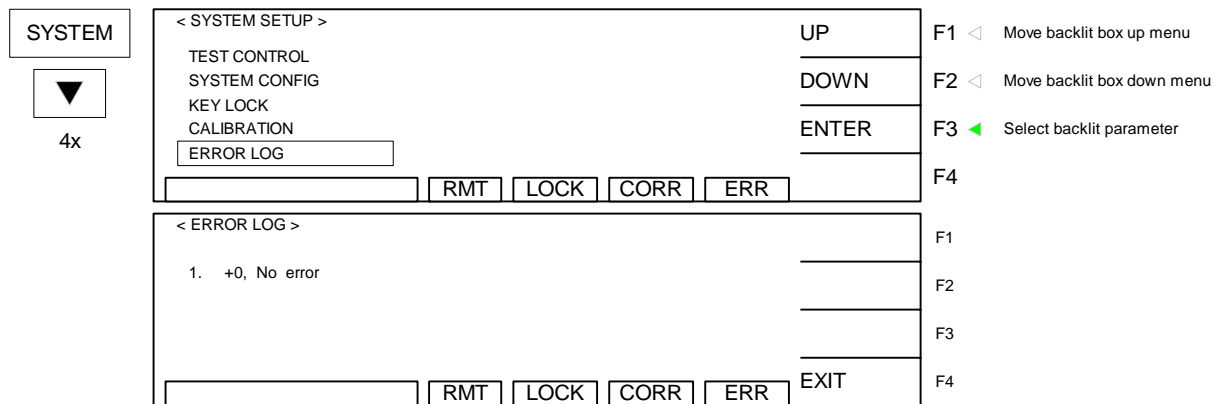 SYSTEM
4x
< SYSTEM SETUP >
TEST CONTROL
SYSTEM CONFIG
KEY LOCK
CALIBRATION
ERROR LOG
RMT LOCK CORR ERR
UP F1 Move backlit box up menu
DOWN F2 Move backlit box down menu
ENTER F3 Select backlit parameter
F4
< ERROR LOG >
1. +0, No error
RMT LOCK CORR ERR
F1
F2
F3
EXIT F4